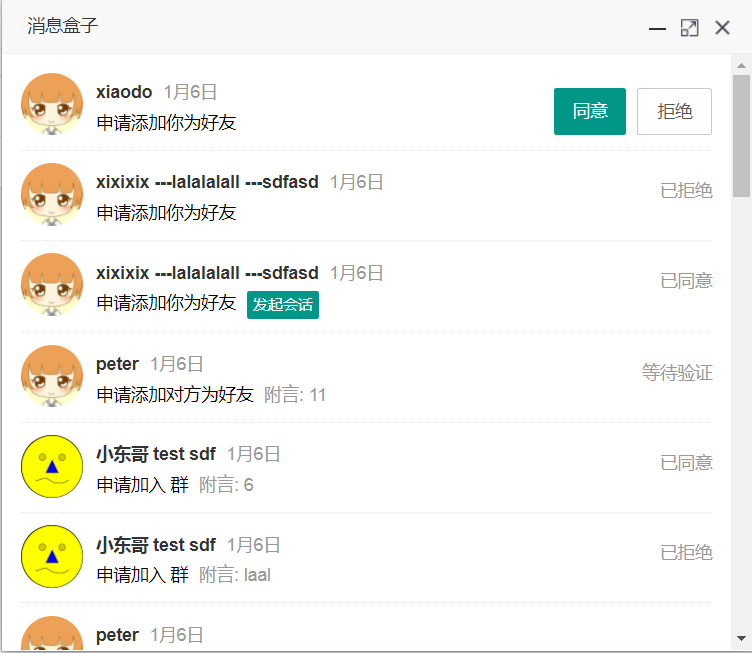 消息盒子
xiaodo 1月6日
申请添加你为好友
同意 拒绝
xixixix ---lalalalall ---sdfasd 1月6日
申请添加你为好友
已拒绝
xixixix ---lalalalall ---sdfasd 1月6日
申请添加你为好友 发起会话
已同意
peter 1月6日
申请添加对方为好友 附言: 11
等待验证
小东哥 test sdf 1月6日
申请加入 群 附言: 6
已同意
小东哥 test sdf 1月6日
申请加入 群 附言: laal
已拒绝
peter 1月6日